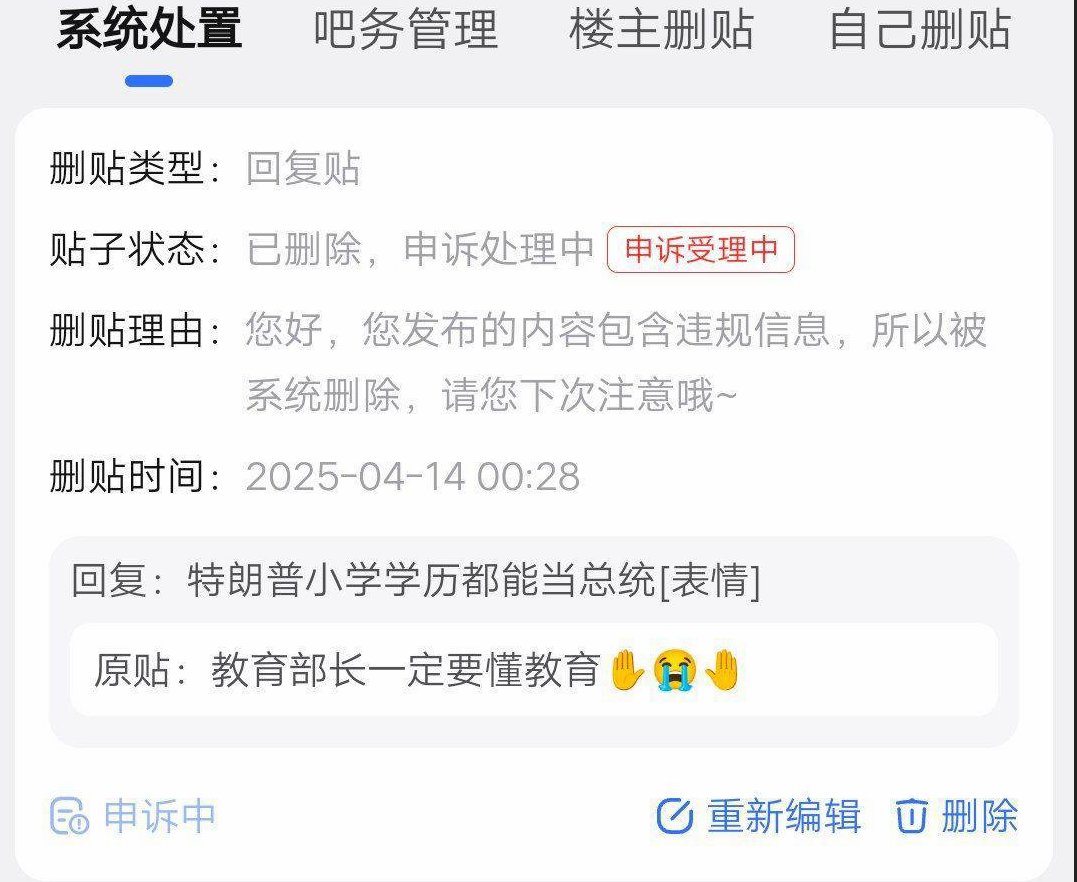 系统处置 吧务管理 楼主删贴 自己删贴
删贴类型：回复贴
贴子状态：已删除，申诉处理中 申诉受理中
删贴理由：您好，您发布的内容包含违规信息，所以被
系统删除，请您下次注意哦~
删贴时间：2025-04-14 00:28
回复：特朗普小学学历都能当总统[表情]
原贴：教育部长一定要懂教育🤚😭🤚
申诉中 重新编辑 删除